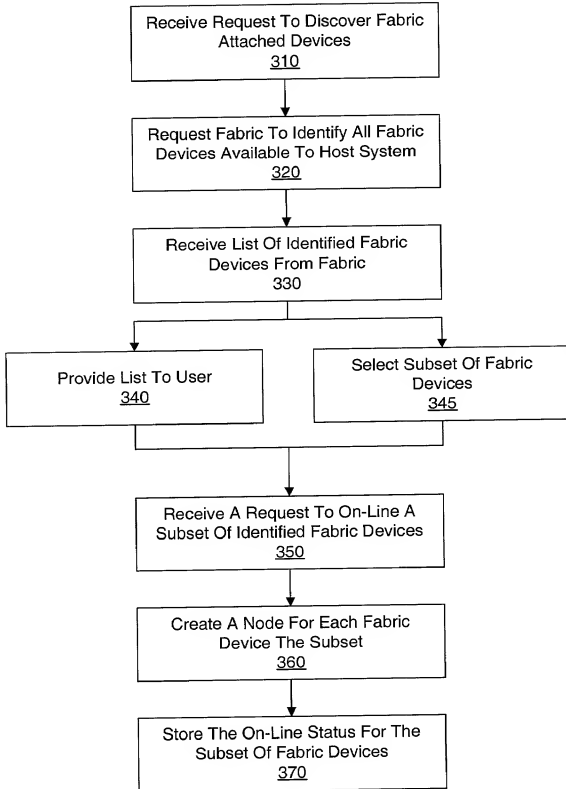 Receive Request To Discover Fabric
Attached Devices
310
Request Fabric To Identify All Fabric
Devices Available To Host System
320
Receive List Of Identified Fabric
Devices From Fabric
330
Provide List To User
340
Select Subset Of Fabric
Devices
345
Receive A Request To On-Line A
Subset Of Identified Fabric Devices
350
Create A Node For Each Fabric
Device The Subset
360
Store The On-Line Status For The
Subset Of Fabric Devices
370